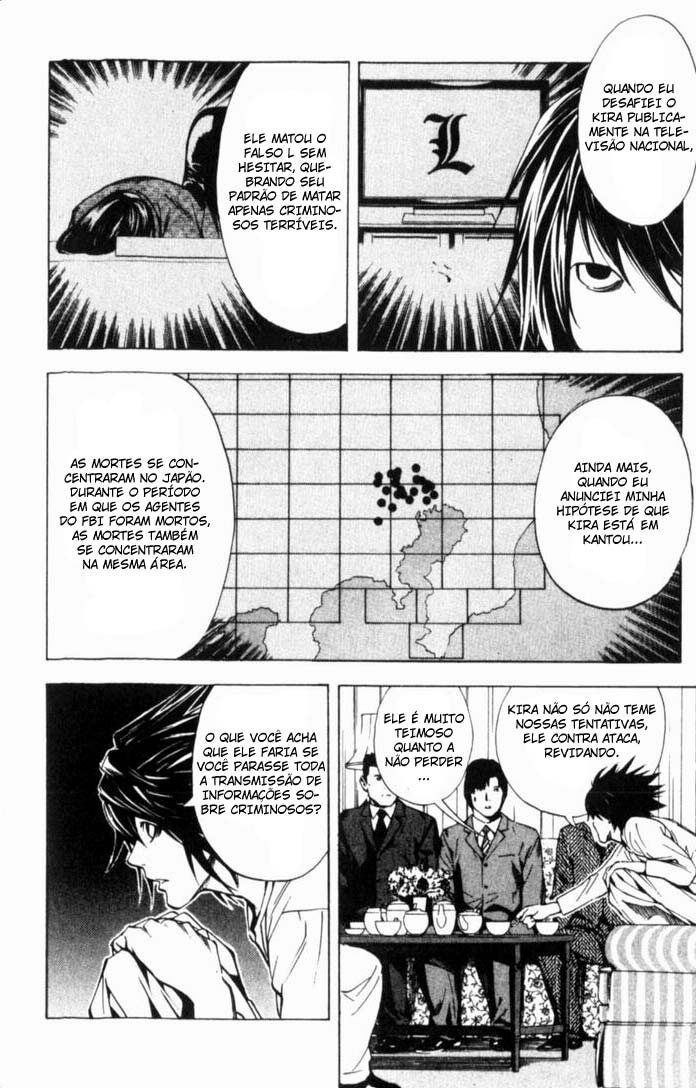 QUANDO EU
DESAFIEI O
KIRA PUBLICA-
MENTE NA TELE-
VISÃO NACIONAL,
L
ELE MATOU O
FALSO L SEM
HESITAR, QUE-
BRANDO SEU
PADRÃO DE MATAR
APENAS CRIMINO-
SOS TERRÍVEIS.
AINDA MAIS,
QUANDO EU
ANUNCIEI MINHA
HIPÓTESE DE QUE
KIRA ESTÁ EM
KANTOU...
AS MORTES SE CON-
CENTRARAM NO JAPÃO.
DURANTE O PERÍODO
EM QUE OS AGENTES
DO FBI FORAM MORTOS,
AS MORTES TAMBÉM
SE CONCENTRARAM
NA MESMA ÁREA.
KIRA NÃO SÓ NÃO TEME
NOSSAS TENTATIVAS,
ELE CONTRA ATACA,
REVIDANDO.
ELE É MUITO
TEIMOSO
QUANTO A
NÃO PERDER
...
O QUE VOCÊ ACHA
QUE ELE FARIA SE
VOCÊ PARASSE TODA
A TRANSMISSÃO DE
INFORMAÇÕES SO-
BRE CRIMINOSOS?